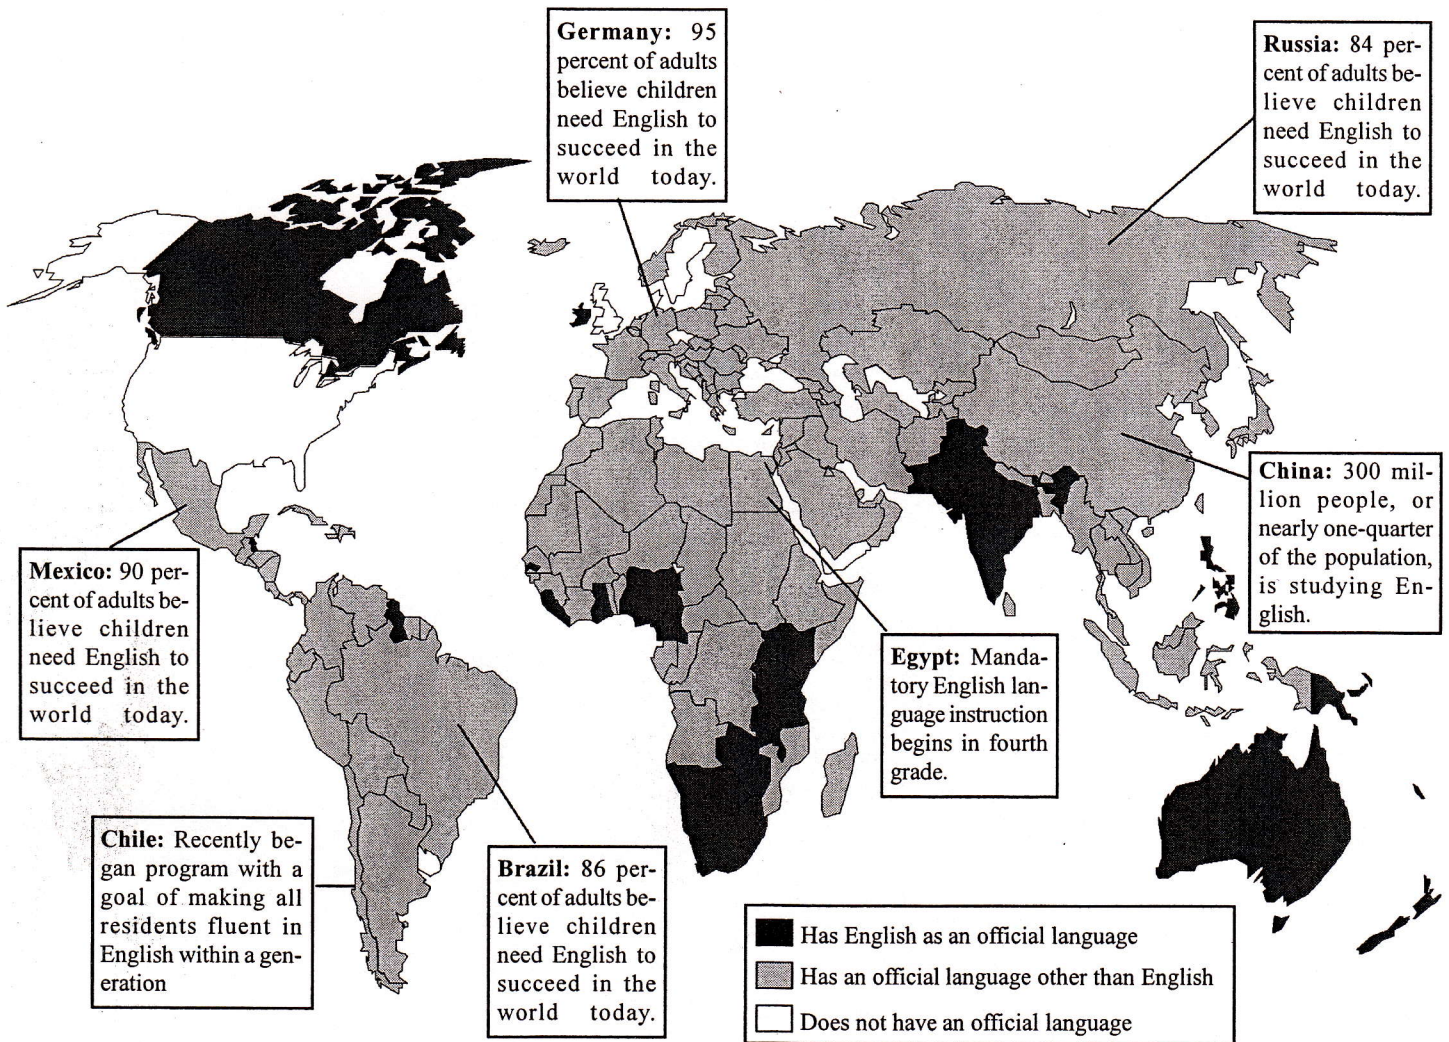 Germany: 95
percent of adults
believe children
need English to
succeed in the
world today.
Russia: 84 per-
cent of adults be-
lieve children
need English to
succeed in the
world today.
China: 300 mil-
lion people, or
nearly one-quarter
of the population,
is studying En-
glish.
Mexico: 90 per-
cent of adults be-
lieve children
need English to
succeed in the
world today.
Egypt: Manda-
tory English lan-
guage instruction
begins in fourth
grade.
Chile: Recently be-
gan program with a
goal of making all
residents fluent in
English within a gen-
eration
Brazil: 86 per-
cent of adults be-
lieve children
need English to
succeed in the
world today.
Has English as an official language
Has an official language other than English
Does not have an official language